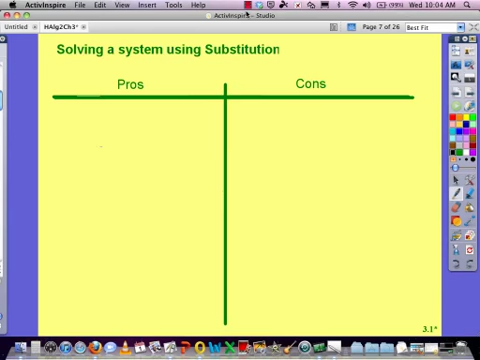 ActivInspire File Edit View Insert Tools Help (99%) Wed 10:04 AM
ActivInspire - Studio
Untitled HAlg2Ch3* Page 7 of 26 Best Fit
Solving a system using Substitution
Pros Cons
3.1*